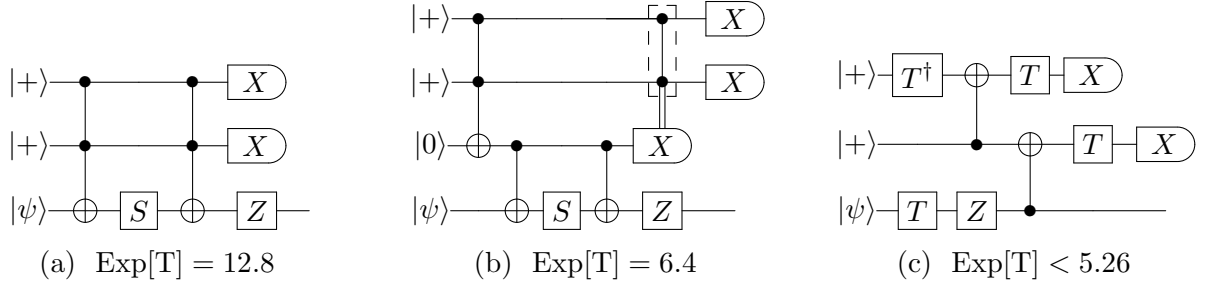 |+⟩ X
|+⟩ X
|ψ⟩ S Z
(a) Exp[T] = 12.8
|+⟩ X
|+⟩ X
|0⟩ X
|ψ⟩ S Z
(b) Exp[T] = 6.4
|+⟩ T† T X
|+⟩ T X
|ψ⟩ T Z
(c) Exp[T] < 5.26